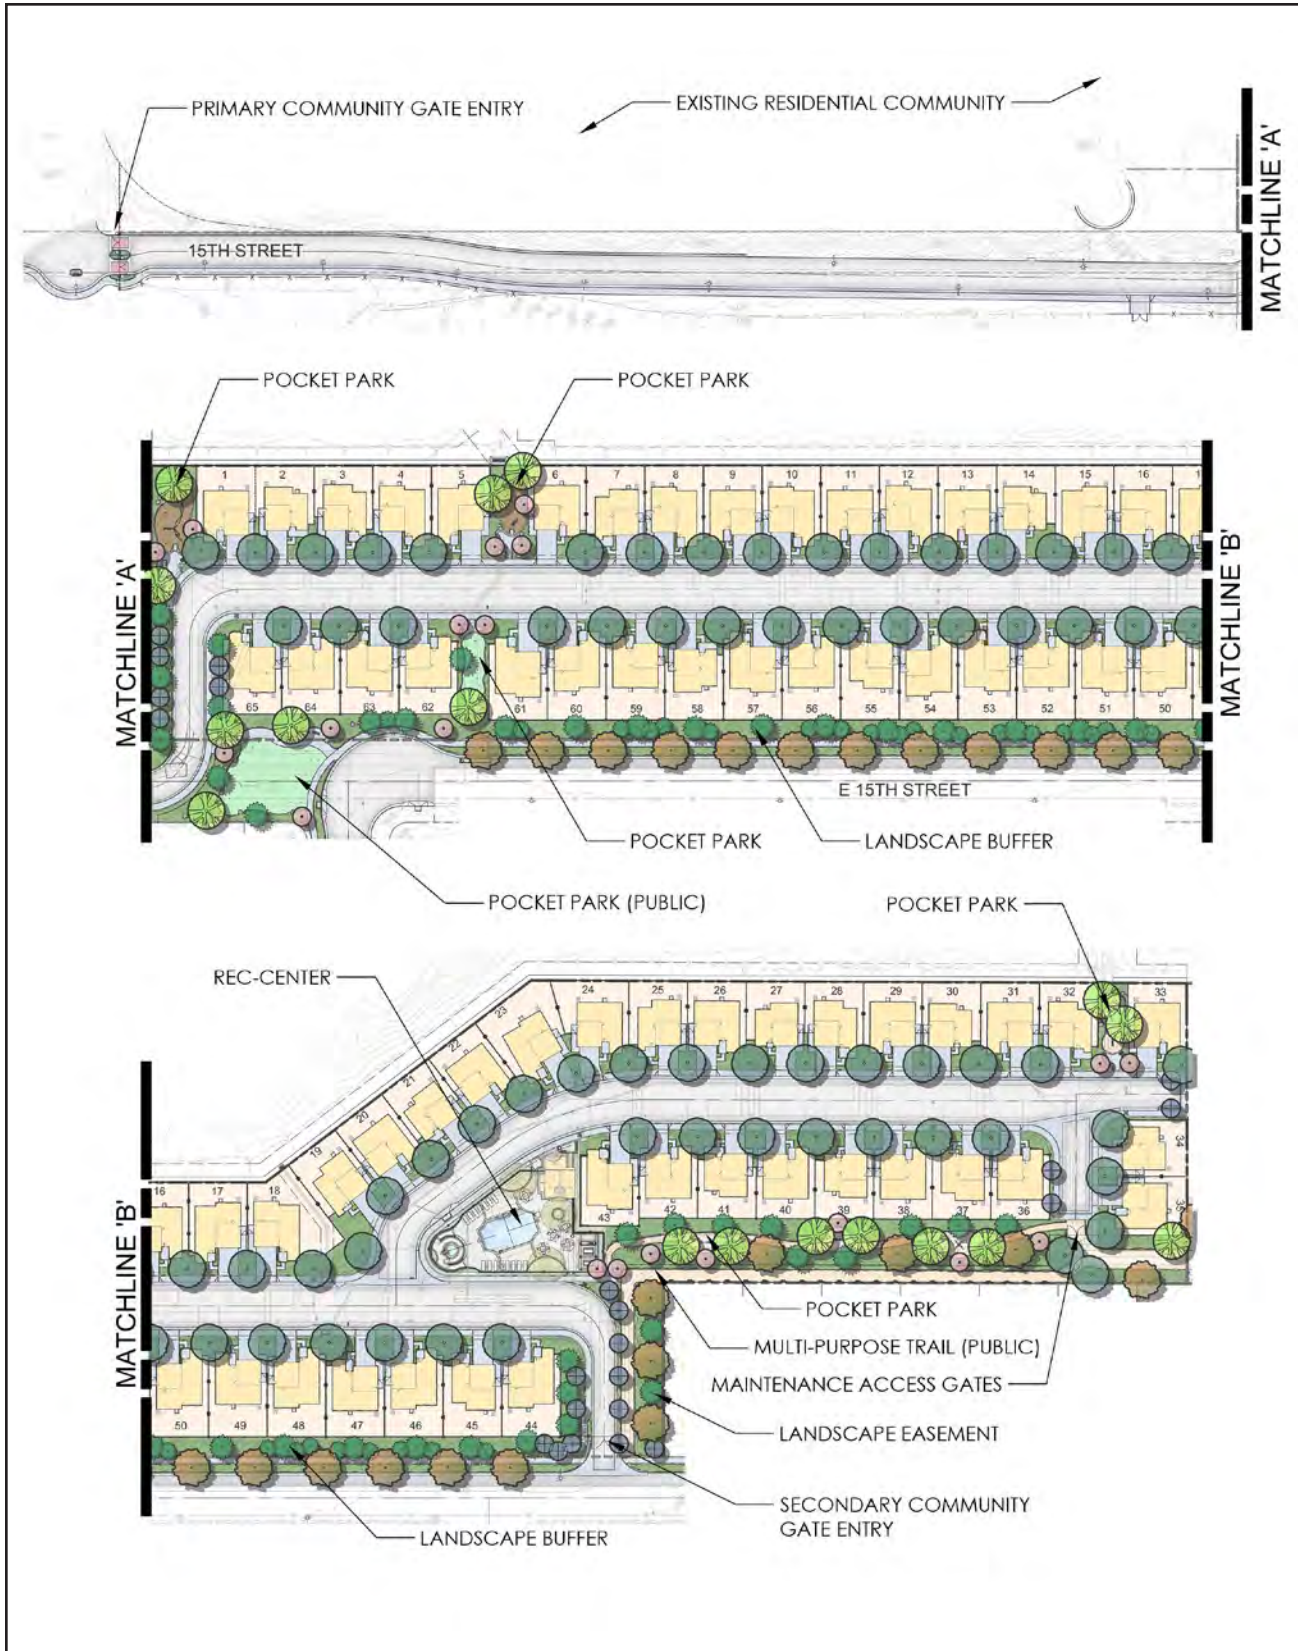 PRIMARY COMMUNITY GATE ENTRY
EXISTING RESIDENTIAL COMMUNITY
MATCHLINE 'A'
15TH STREET
POCKET PARK
POCKET PARK
1 2 3 4 5 6 7 8 9 10 11 12 13 14 15 16
MATCHLINE 'A'
MATCHLINE 'B'
65 64 63 62 61 60 59 58 57 56 55 54 53 52 51 50
E 15TH STREET
POCKET PARK
LANDSCAPE BUFFER
POCKET PARK (PUBLIC)
POCKET PARK
REC-CENTER
24 25 26 27 28 29 30 31 32 33
23
22
21
20
19
16 17 18
34
35
43 42 41 40 39 38 37 36
MATCHLINE 'B'
POCKET PARK
MULTI-PURPOSE TRAIL (PUBLIC)
MAINTENANCE ACCESS GATES
50 49 48 47 46 45 44
LANDSCAPE EASEMENT
SECONDARY COMMUNITY
GATE ENTRY
LANDSCAPE BUFFER